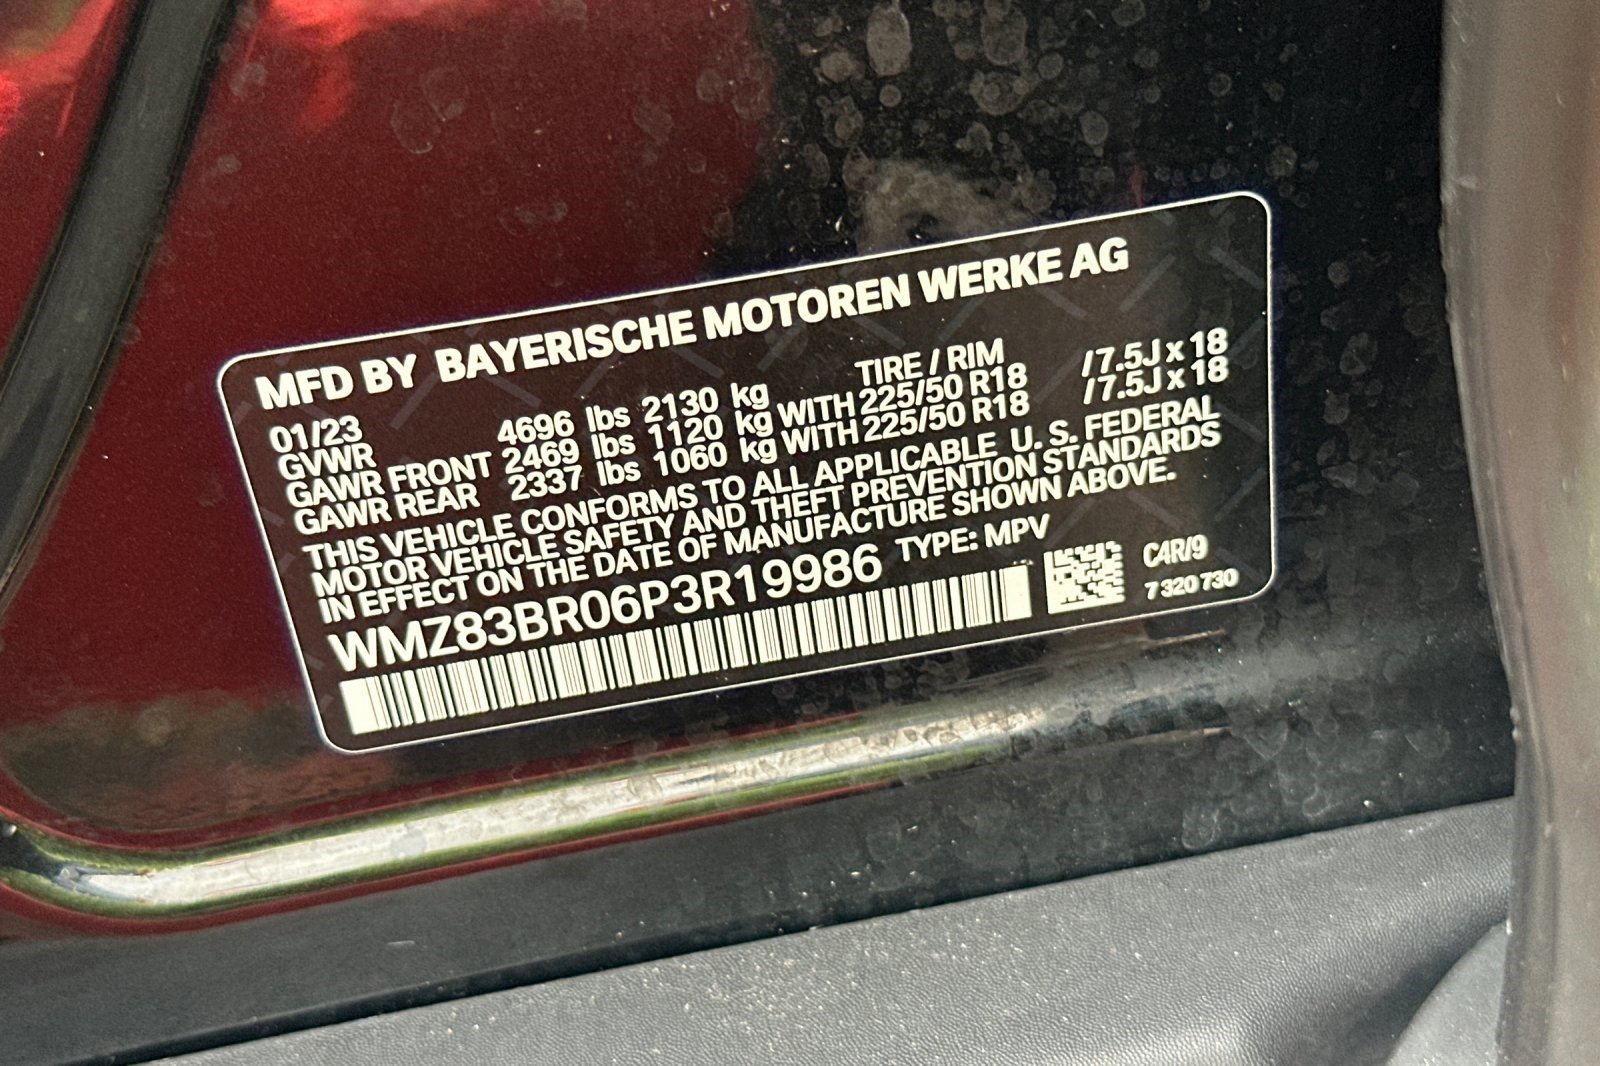 MFD BY BAYERISCHE MOTOREN WERKE AG
01/23 TIRE / RIM
GVWR 4696 lbs 2130 kg
GAWR FRONT 2469 lbs 1120 kg WITH 225/50 R18 /7.5J x 18
GAWR REAR 2337 lbs 1060 kg WITH 225/50 R18 /7.5J x 18
THIS VEHICLE CONFORMS TO ALL APPLICABLE U. S. FEDERAL
MOTOR VEHICLE SAFETY AND THEFT PREVENTION STANDARDS
IN EFFECT ON THE DATE OF MANUFACTURE SHOWN ABOVE.
WMZ83BR06P3R19986 TYPE: MPV
C4R/9
7 320 730